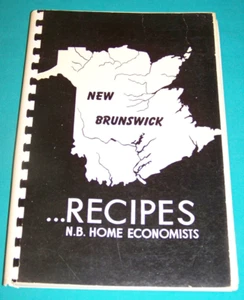 NEW
BRUNSWICK
...RECIPES
N.B. HOME ECONOMISTS